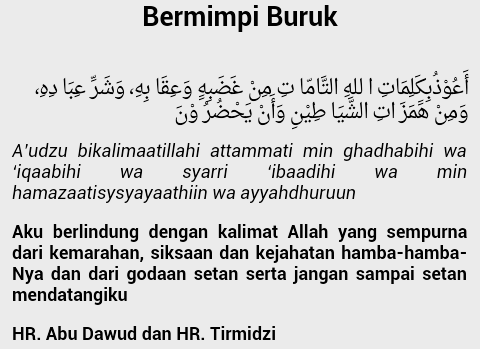 Bermimpi Buruk
أَعُوْذُبِكَلِمَاتِ ا للهِ التَّامَّا تِ مِنْ غَضَبِهِ وَعِقَا بِهِ، وَشَرِّ عِبَا دِهِ،
وَمِنْ هَمَزَ اتِ الشَّيَا طِيْنِ وَأَنْ يَحْضُرُ وْنَ
A'udzu bikalimaatillahi attammati min ghadhabihi wa
'iqaabihi wa syarri 'ibaadihi wa min
hamazaatisysyayaathiin wa ayyahdhuruun
Aku berlindung dengan kalimat Allah yang sempurna
dari kemarahan, siksaan dan kejahatan hamba-hamba-
Nya dan dari godaan setan serta jangan sampai setan
mendatangiku
HR. Abu Dawud dan HR. Tirmidzi